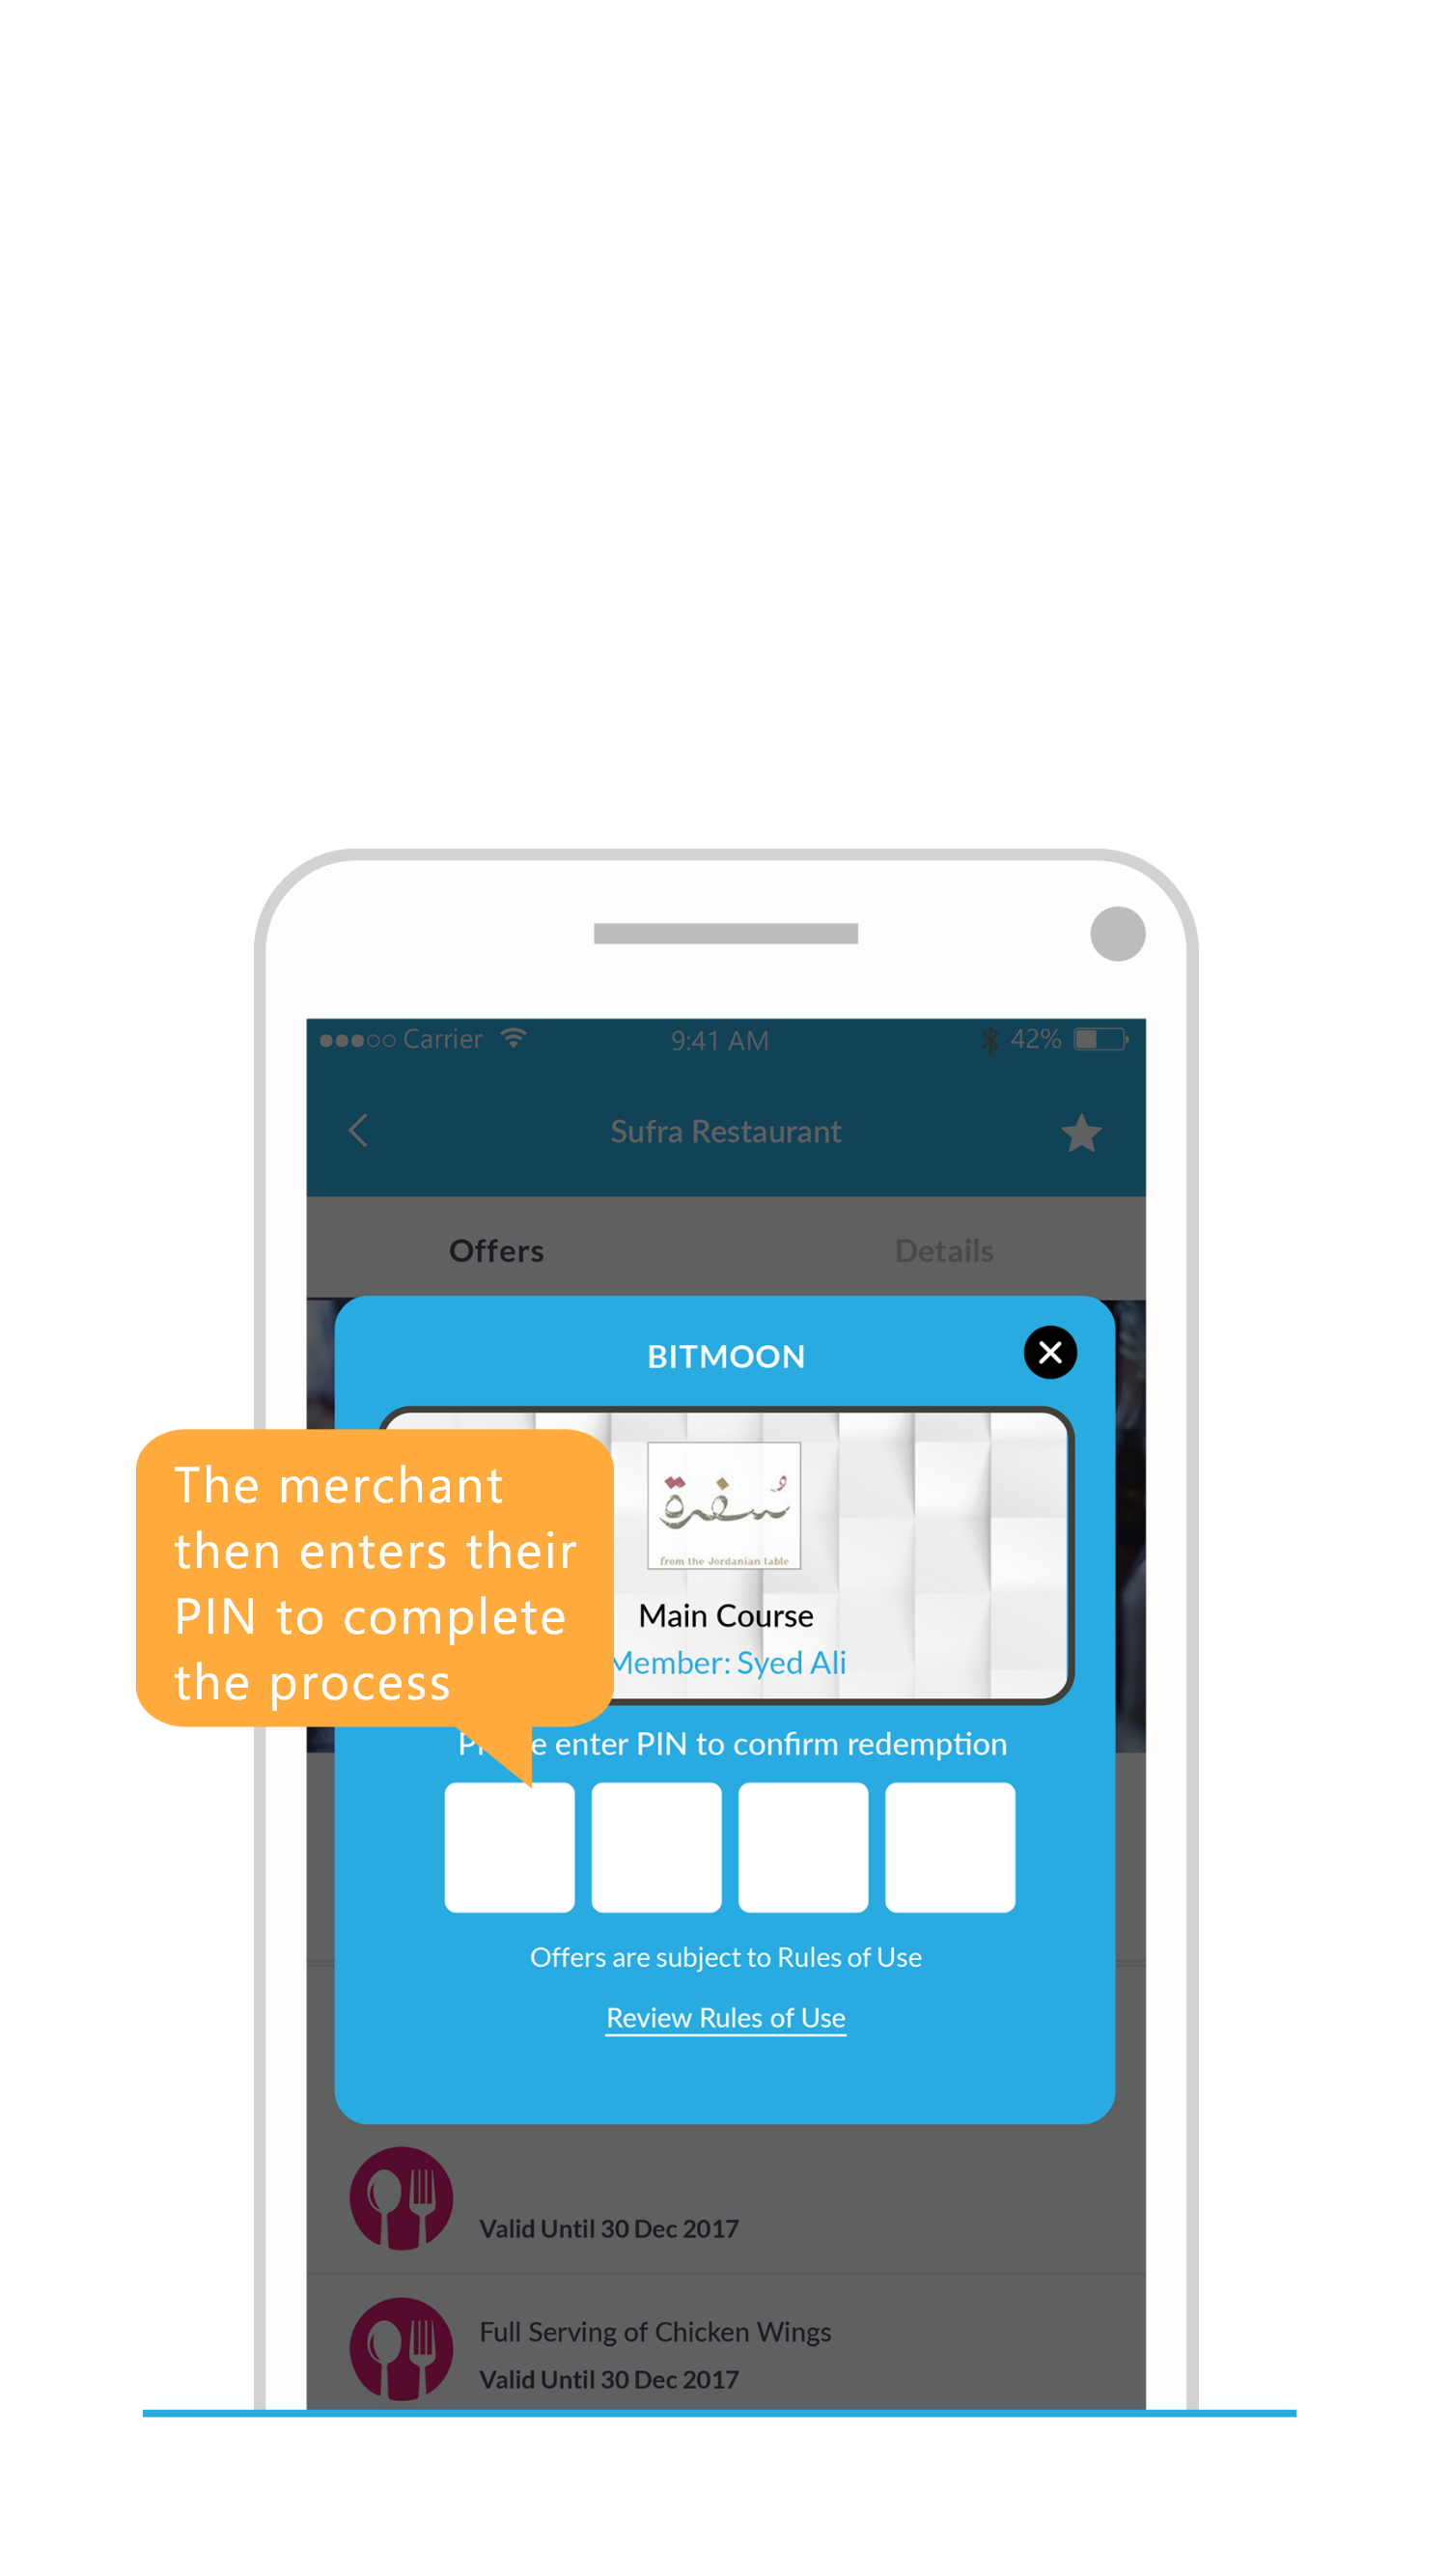 Carrier 9:41 AM 42%
Sufra Restaurant
Offers Details
BITMOON
The merchant
then enters their
PIN to complete
the process
سُفرة
from the Jordanian table
Main Course
Member: Syed Ali
enter PIN to confirm redemption
Offers are subject to Rules of Use
Review Rules of Use
Valid Until 30 Dec 2017
Full Serving of Chicken Wings
Valid Until 30 Dec 2017